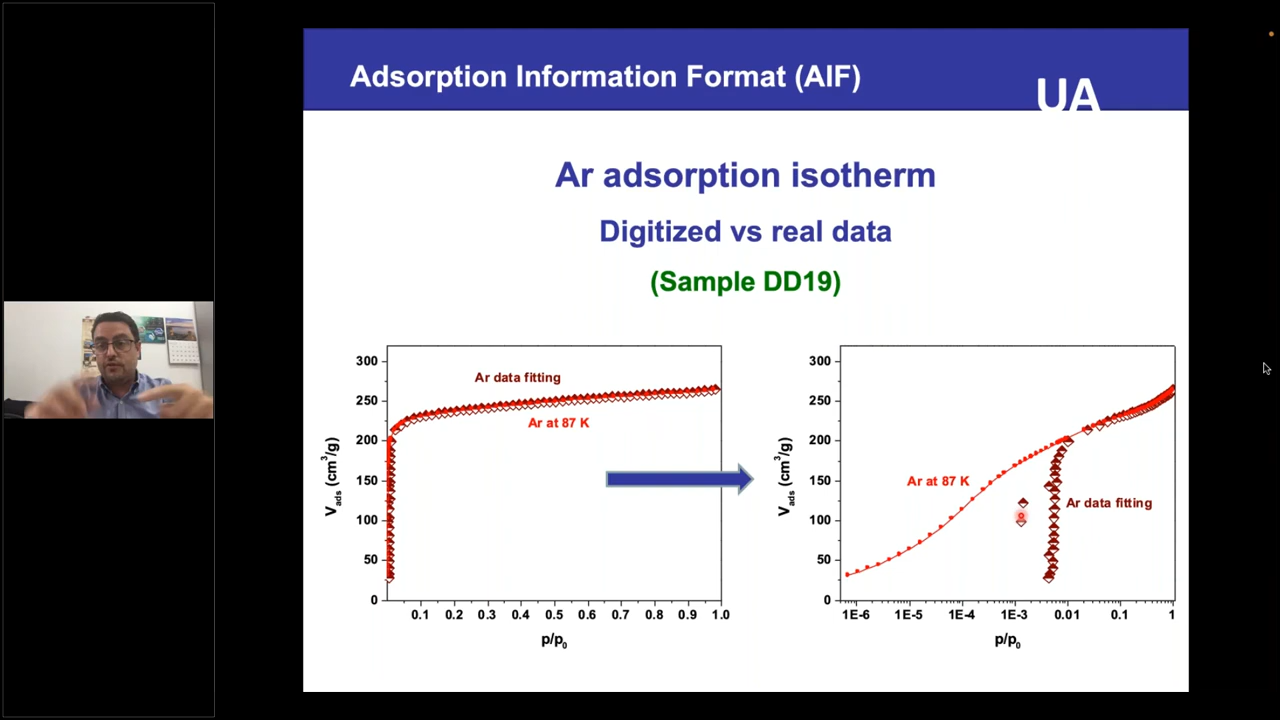 Adsorption Information Format (AIF)
UA
Ar adsorption isotherm
Digitized vs real data
(Sample DD19)
300
250
200
150
100
50
0
V ads (cm³/g)
Ar data fitting
Ar at 87 K
0.1 0.2 0.3 0.4 0.5 0.6 0.7 0.8 0.9 1.0
p/p₀
300
250
200
150
100
50
0
V ads (cm³/g)
Ar at 87 K
Ar data fitting
1E-6 1E-5 1E-4 1E-3 0.01 0.1 1
p/p₀